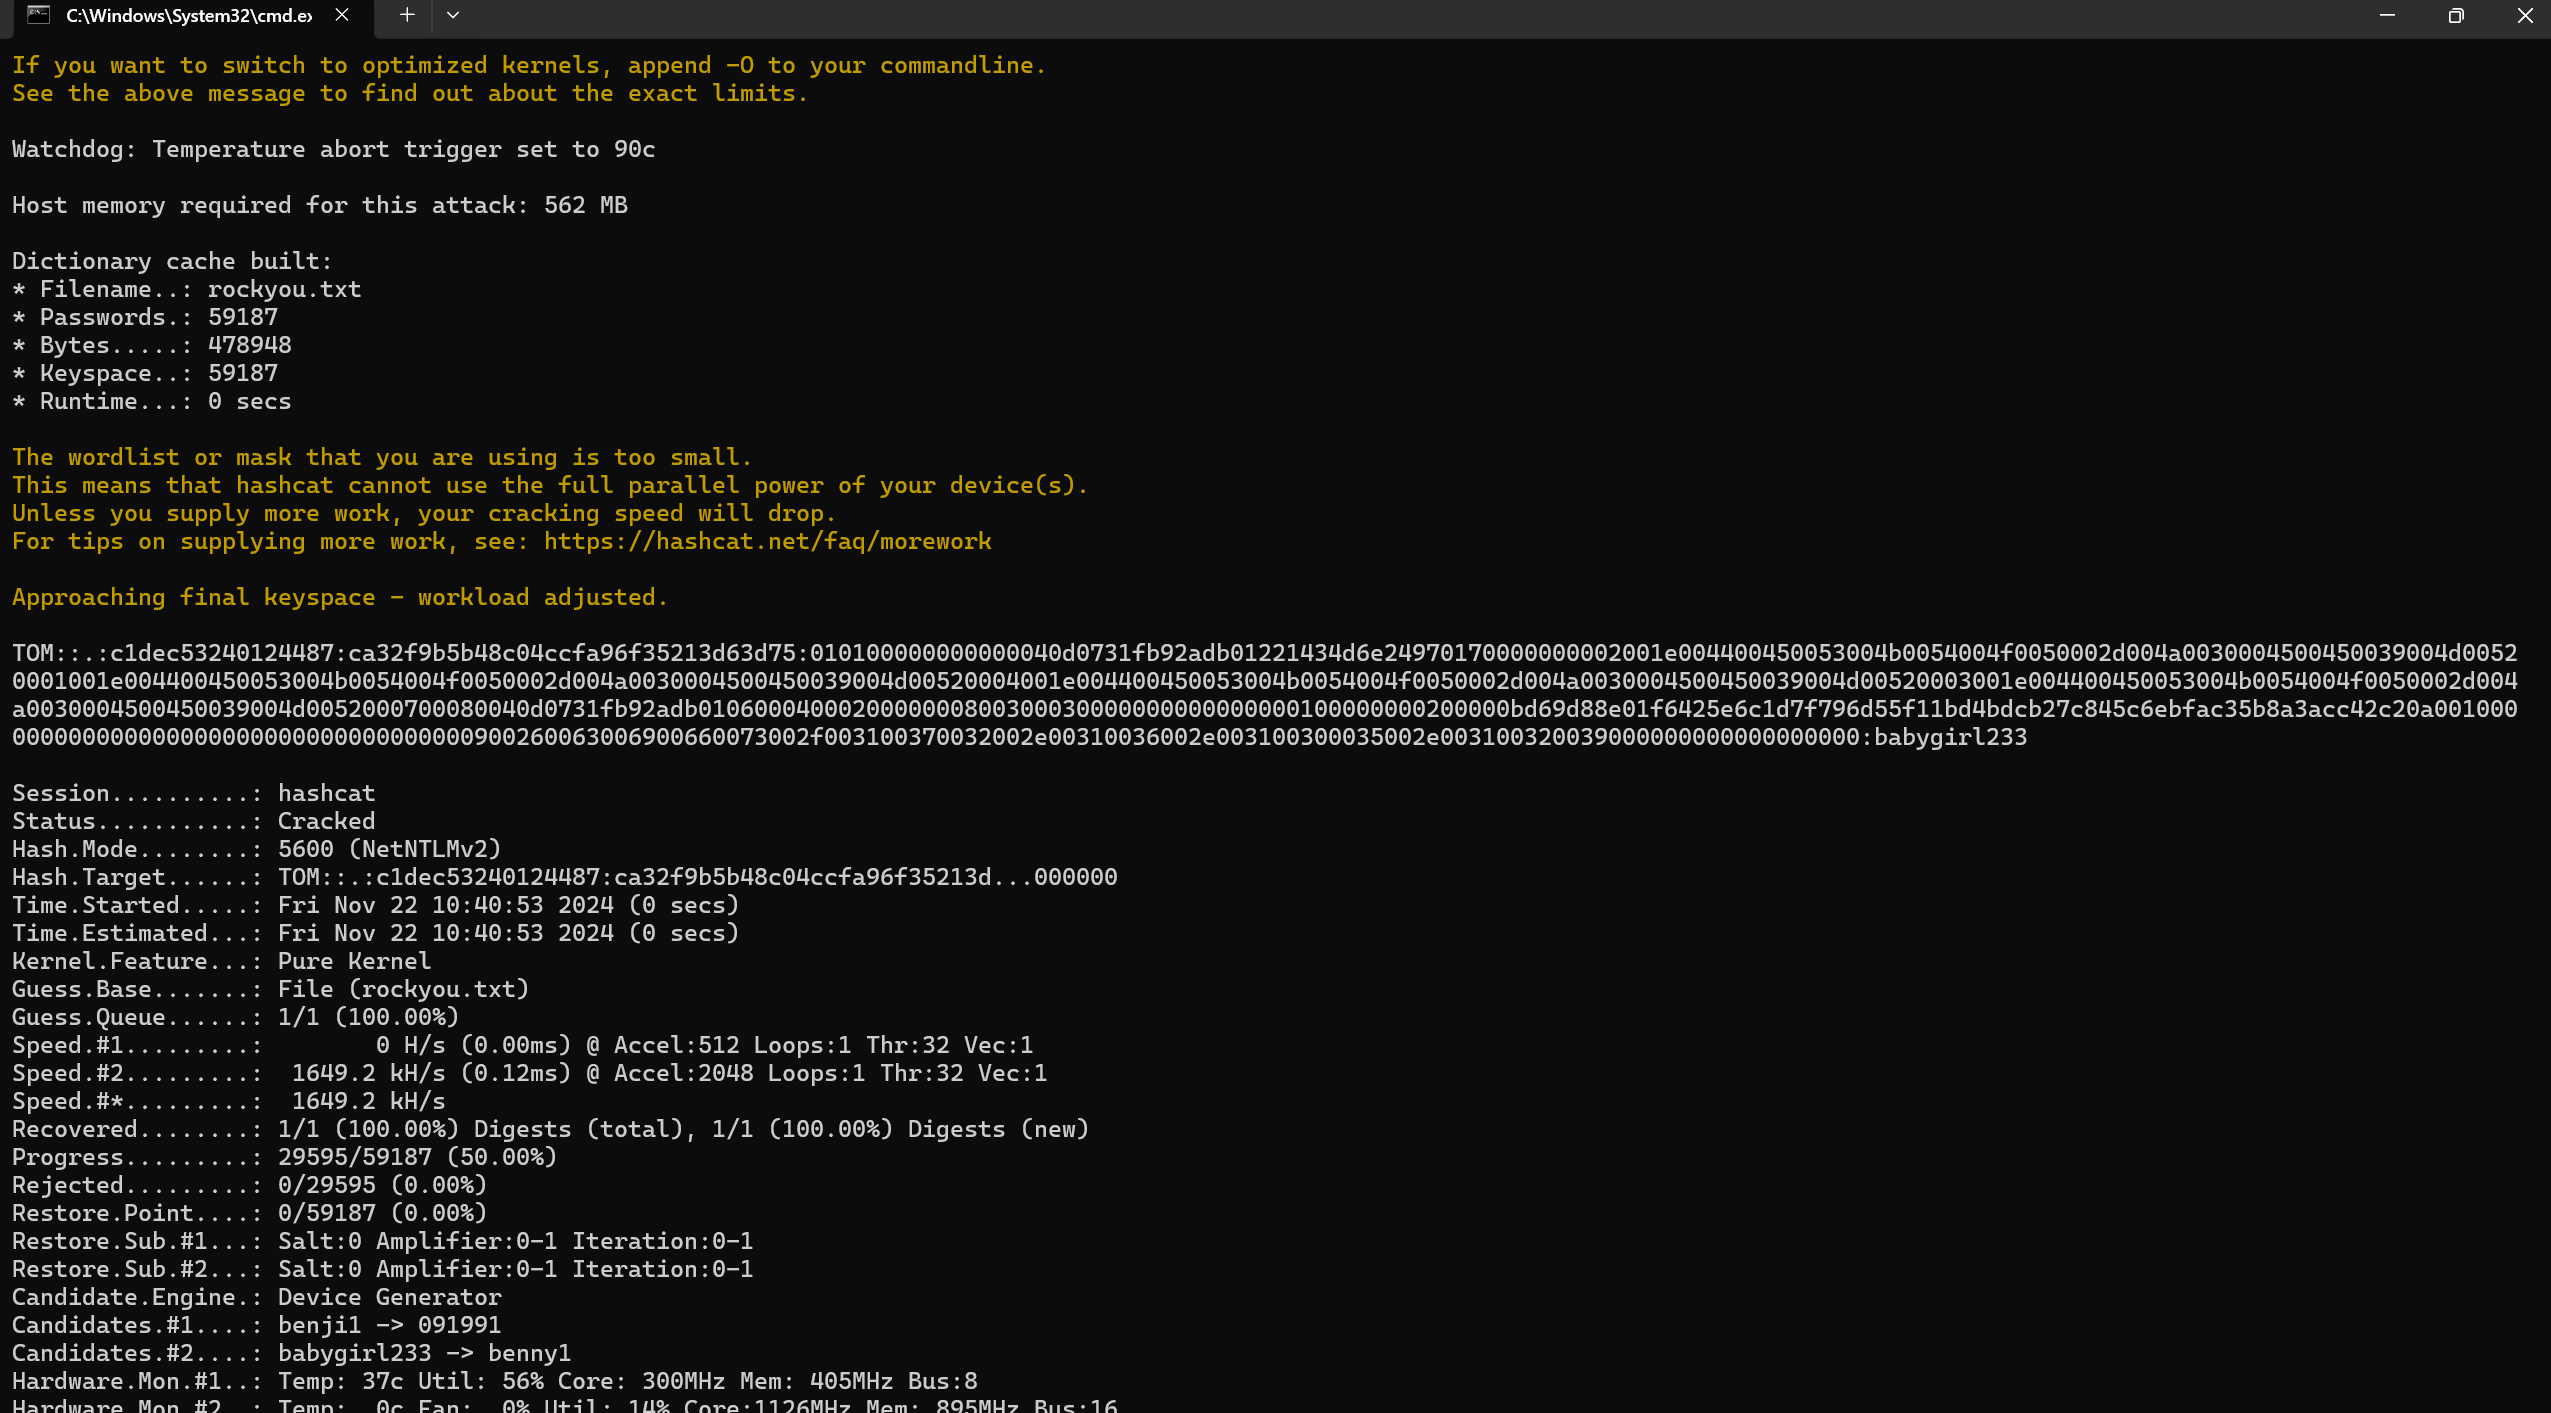 C:\Windows\System32\cmd.ex
If you want to switch to optimized kernels, append -O to your commandline.
See the above message to find out about the exact limits.
Watchdog: Temperature abort trigger set to 90c
Host memory required for this attack: 562 MB
Dictionary cache built:
* Filename..: rockyou.txt
* Passwords.: 59187
* Bytes.....: 478948
* Keyspace..: 59187
* Runtime...: 0 secs
The wordlist or mask that you are using is too small.
This means that hashcat cannot use the full parallel power of your device(s).
Unless you supply more work, your cracking speed will drop.
For tips on supplying more work, see: https://hashcat.net/faq/morework
Approaching final keyspace - workload adjusted.
TOM::.:c1dec53240124487:ca32f9b5b48c04ccfa96f35213d63d75:010100000000000040d0731fb92adb01221434d6e24970170000000002001e004400450053004b0054004f0050002d004a0030004500450039004d0052
0001001e004400450053004b0054004f0050002d004a0030004500450039004d00520004001e004400450053004b0054004f0050002d004a0030004500450039004d00520003001e004400450053004b0054004f0050002d004
a0030004500450039004d0052000700080040d0731fb92adb0106000400020000000800300030000000000000000100000000200000bd69d88e01f6425e6c1d7f796d55f11bd4bdcb27c845c6ebfac35b8a3acc42c20a001000
000000000000000000000000000000000900260063006900660073002f003100370032002e00310036002e003100300035002e003100320039000000000000000000:babygirl233
Session..........: hashcat
Status...........: Cracked
Hash.Mode........: 5600 (NetNTLMv2)
Hash.Target......: TOM::.:c1dec53240124487:ca32f9b5b48c04ccfa96f35213d...000000
Time.Started.....: Fri Nov 22 10:40:53 2024 (0 secs)
Time.Estimated...: Fri Nov 22 10:40:53 2024 (0 secs)
Kernel.Feature...: Pure Kernel
Guess.Base.......: File (rockyou.txt)
Guess.Queue......: 1/1 (100.00%)
Speed.#1.........:        0 H/s (0.00ms) @ Accel:512 Loops:1 Thr:32 Vec:1
Speed.#2.........:  1649.2 kH/s (0.12ms) @ Accel:2048 Loops:1 Thr:32 Vec:1
Speed.#*.........:  1649.2 kH/s
Recovered........: 1/1 (100.00%) Digests (total), 1/1 (100.00%) Digests (new)
Progress.........: 29595/59187 (50.00%)
Rejected.........: 0/29595 (0.00%)
Restore.Point....: 0/59187 (0.00%)
Restore.Sub.#1...: Salt:0 Amplifier:0-1 Iteration:0-1
Restore.Sub.#2...: Salt:0 Amplifier:0-1 Iteration:0-1
Candidate.Engine.: Device Generator
Candidates.#1....: benji1 -> 091991
Candidates.#2....: babygirl233 -> benny1
Hardware.Mon.#1..: Temp: 37c Util: 56% Core: 300MHz Mem: 405MHz Bus:8
Hardware.Mon.#2..: Temp:  0c Fan:  0% Util: 14% Core:1126MHz Mem: 895MHz Bus:16